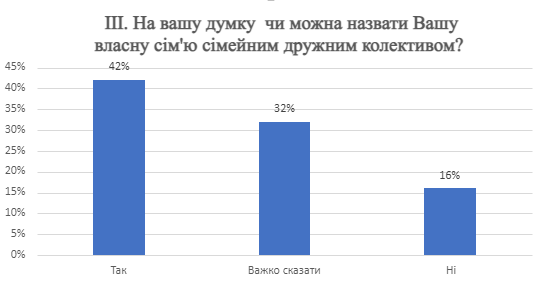 III. На вашу думку чи можна назвати Вашу
власну сім'ю сімейним дружним колективом?
45%
40%
35%
30%
25%
20%
15%
10%
5%
0%
42%
32%
16%
Так
Важко сказати
Ні